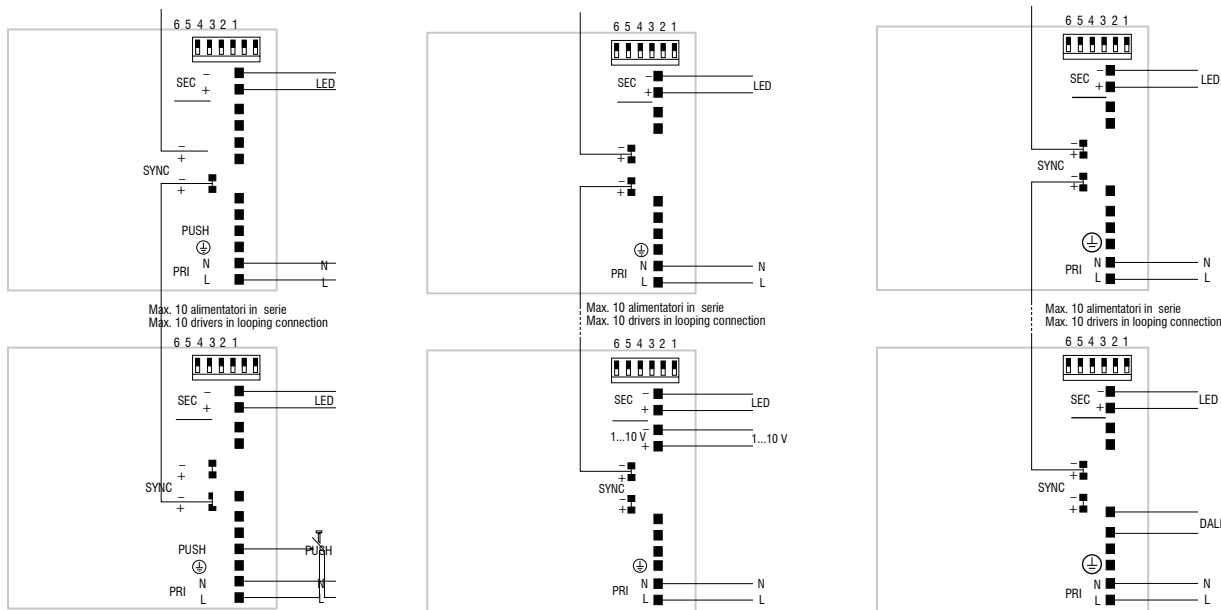 6 5 4 3 2 1
SEC
−
+
LED
−
+
SYNC
−
+
PUSH
PRI
N
L
N
L
Max. 10 alimentatori in serie
Max. 10 drivers in looping connection
6 5 4 3 2 1
SEC
−
+
LED
−
+
SYNC
−
+
PUSH
PUSH
PRI
N
L
N
L
6 5 4 3 2 1
SEC
−
+
LED
−
+
−
+
PRI
N
L
N
L
Max. 10 alimentatori in serie
Max. 10 drivers in looping connection
6 5 4 3 2 1
SEC
−
+
LED
−
1...10 V
+
1...10 V
−
+
SYNC
−
+
PRI
N
L
N
L
6 5 4 3 2 1
SEC
−
+
LED
−
+
SYNC
−
+
PRI
N
L
N
L
Max. 10 alimentatori in serie
Max. 10 drivers in looping connection
6 5 4 3 2 1
SEC
−
+
LED
−
+
SYNC
−
+
DALI
PRI
N
L
N
L